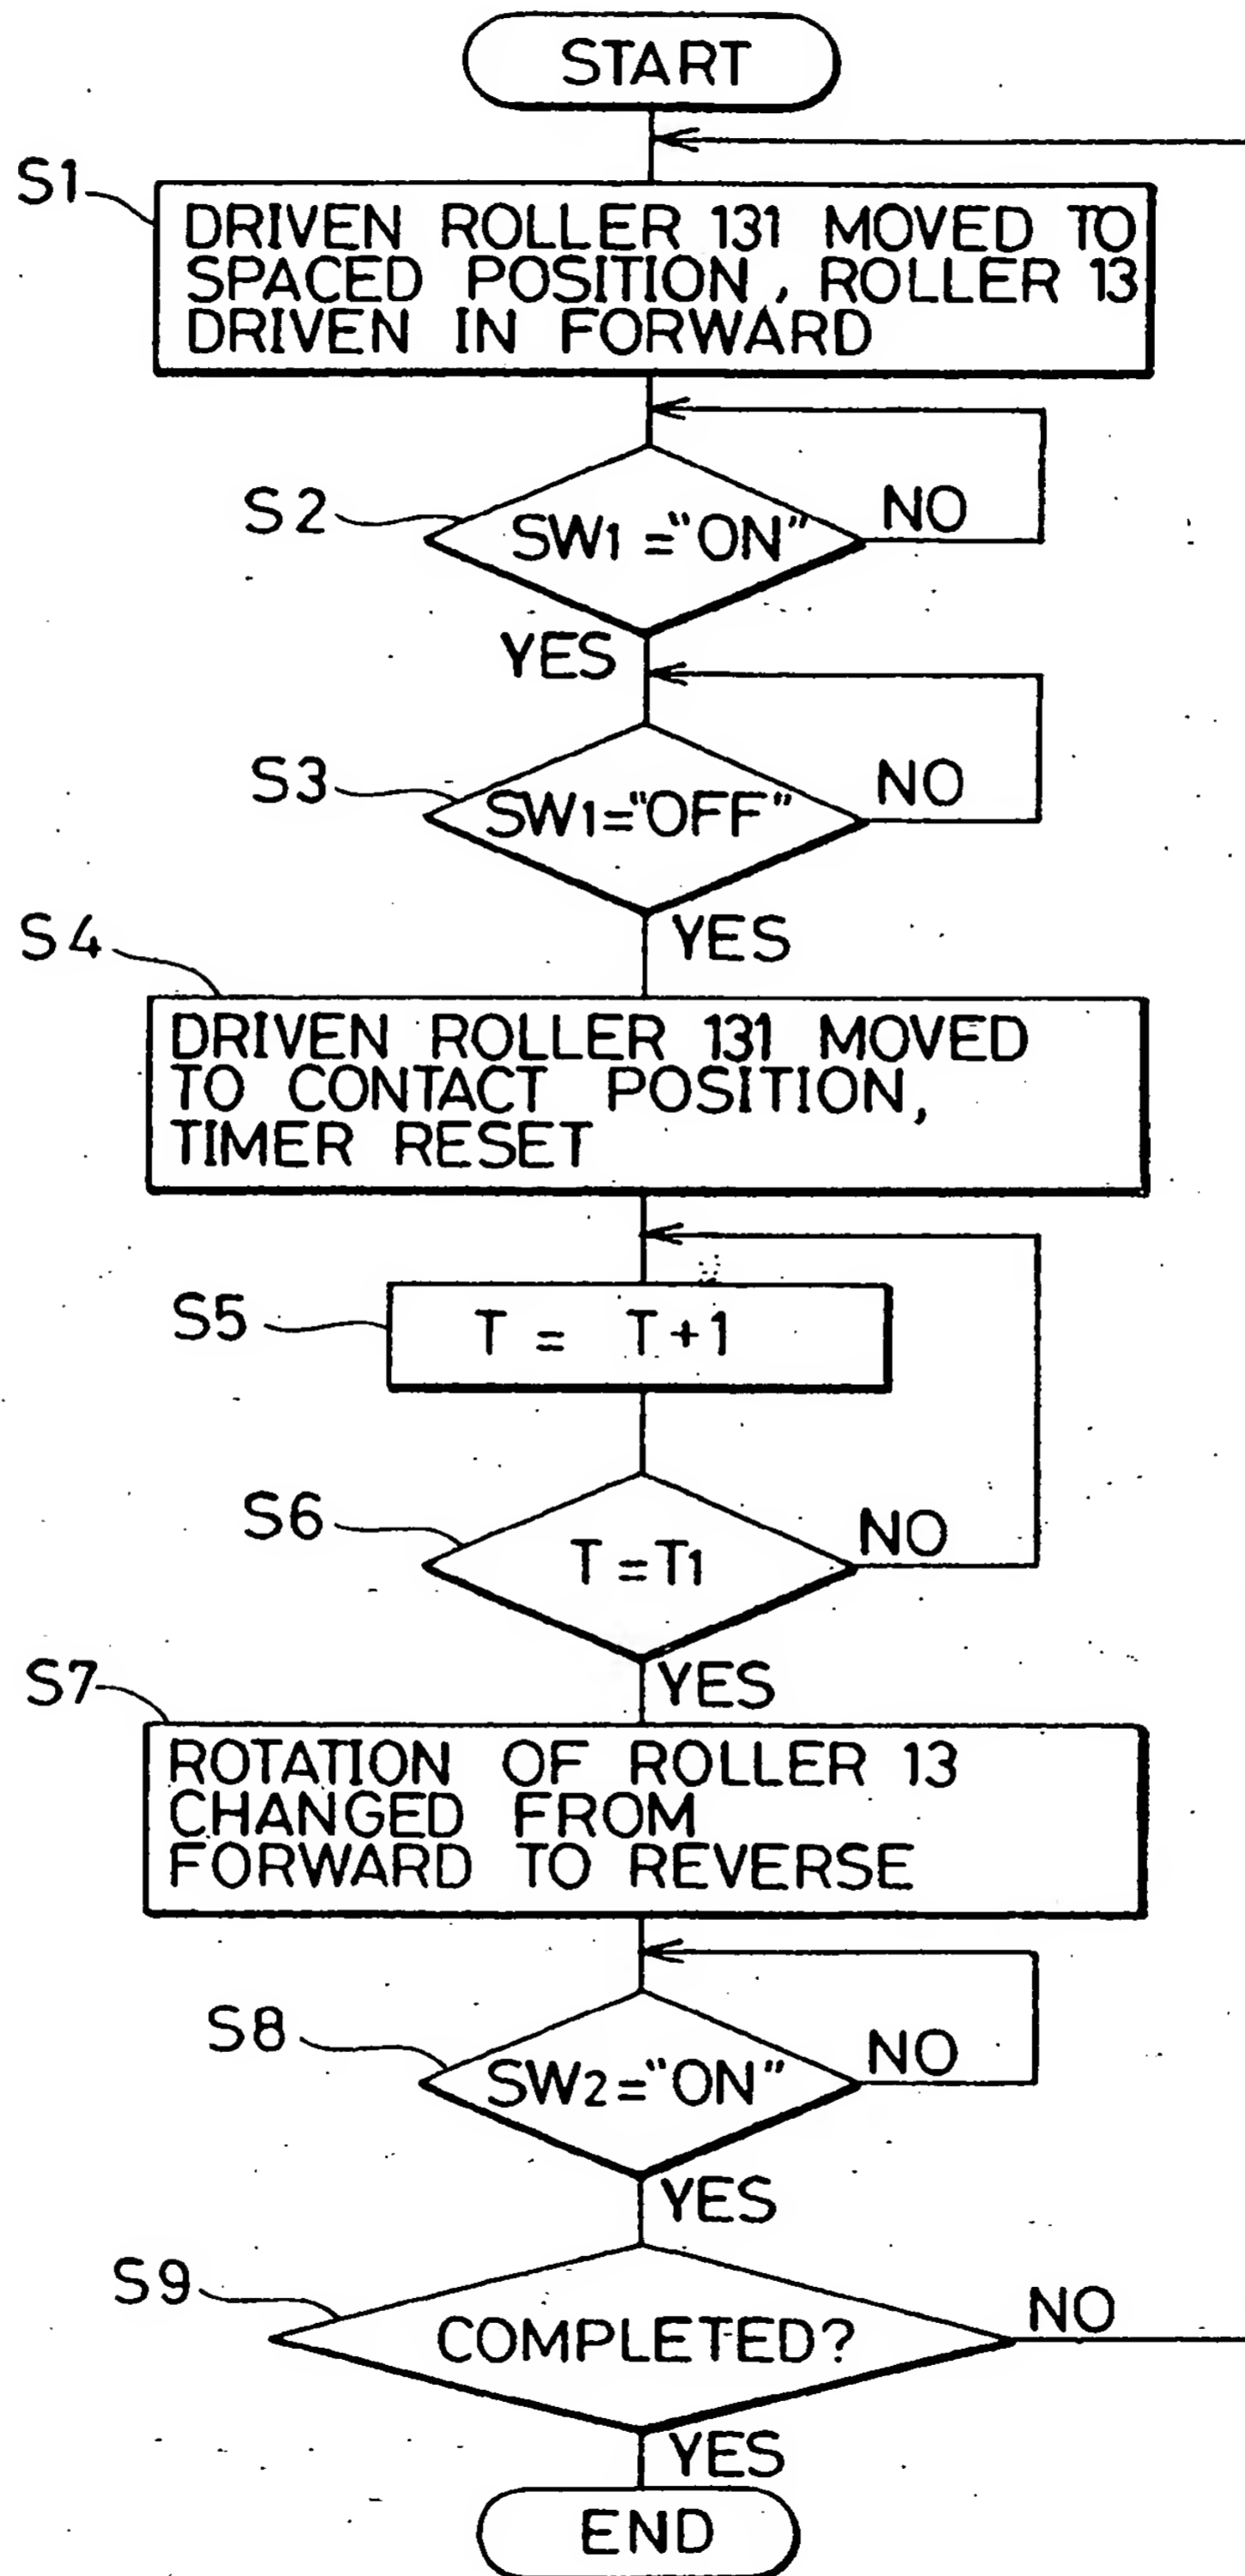 START
S1
DRIVEN ROLLER 131 MOVED TO
SPACED POSITION, ROLLER 13
DRIVEN IN FORWARD
S2
SW1="ON"
NO
YES
S3
SW1="OFF"
NO
YES
S4
DRIVEN ROLLER 131 MOVED
TO CONTACT POSITION,
TIMER RESET
S5
T = T+1
S6
T=T1
NO
YES
S7
ROTATION OF ROLLER 13
CHANGED FROM
FORWARD TO REVERSE
S8
SW2="ON"
NO
YES
S9
COMPLETED?
NO
YES
END